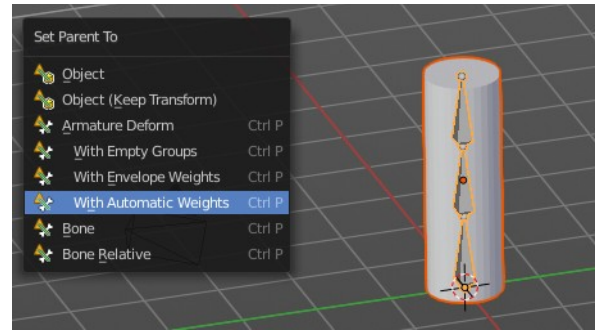 Set Parent To
Object
Object (Keep Transform)
Armature Deform Ctrl P
With Empty Groups Ctrl P
With Envelope Weights Ctrl P
With Automatic Weights Ctrl P
Bone Ctrl P
Bone Relative Ctrl P